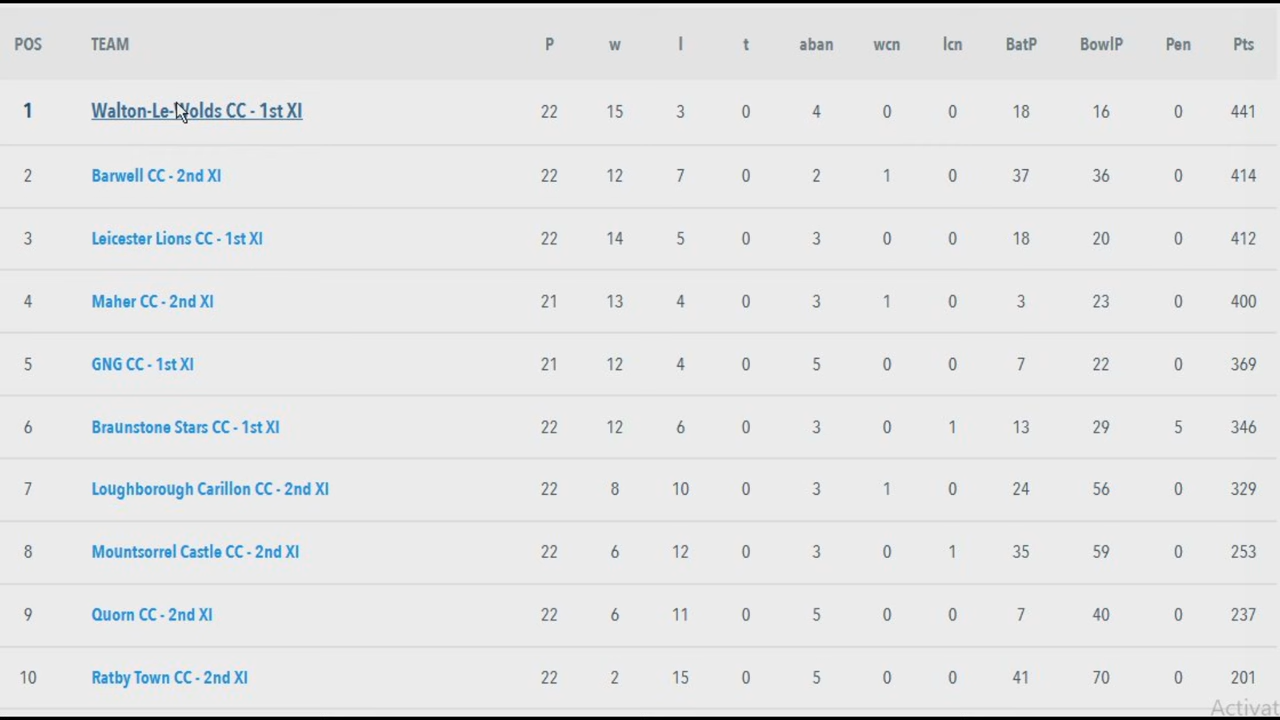 POS TEAM P w l t aban wcn lcn BatP BowlP Pen Pts
1 Walton-Le-Wolds CC - 1st XI 22 15 3 0 4 0 0 18 16 0 441
2 Barwell CC - 2nd XI 22 12 7 0 2 1 0 37 36 0 414
3 Leicester Lions CC - 1st XI 22 14 5 0 3 0 0 18 20 0 412
4 Maher CC - 2nd XI 21 13 4 0 3 1 0 3 23 0 400
5 GNG CC - 1st XI 21 12 4 0 5 0 0 7 22 0 369
6 Braunstone Stars CC - 1st XI 22 12 6 0 3 0 1 13 29 5 346
7 Loughborough Carillon CC - 2nd XI 22 8 10 0 3 1 0 24 56 0 329
8 Mountsorrel Castle CC - 2nd XI 22 6 12 0 3 0 1 35 59 0 253
9 Quorn CC - 2nd XI 22 6 11 0 5 0 0 7 40 0 237
10 Ratby Town CC - 2nd XI 22 2 15 0 5 0 0 41 70 0 201
Activat